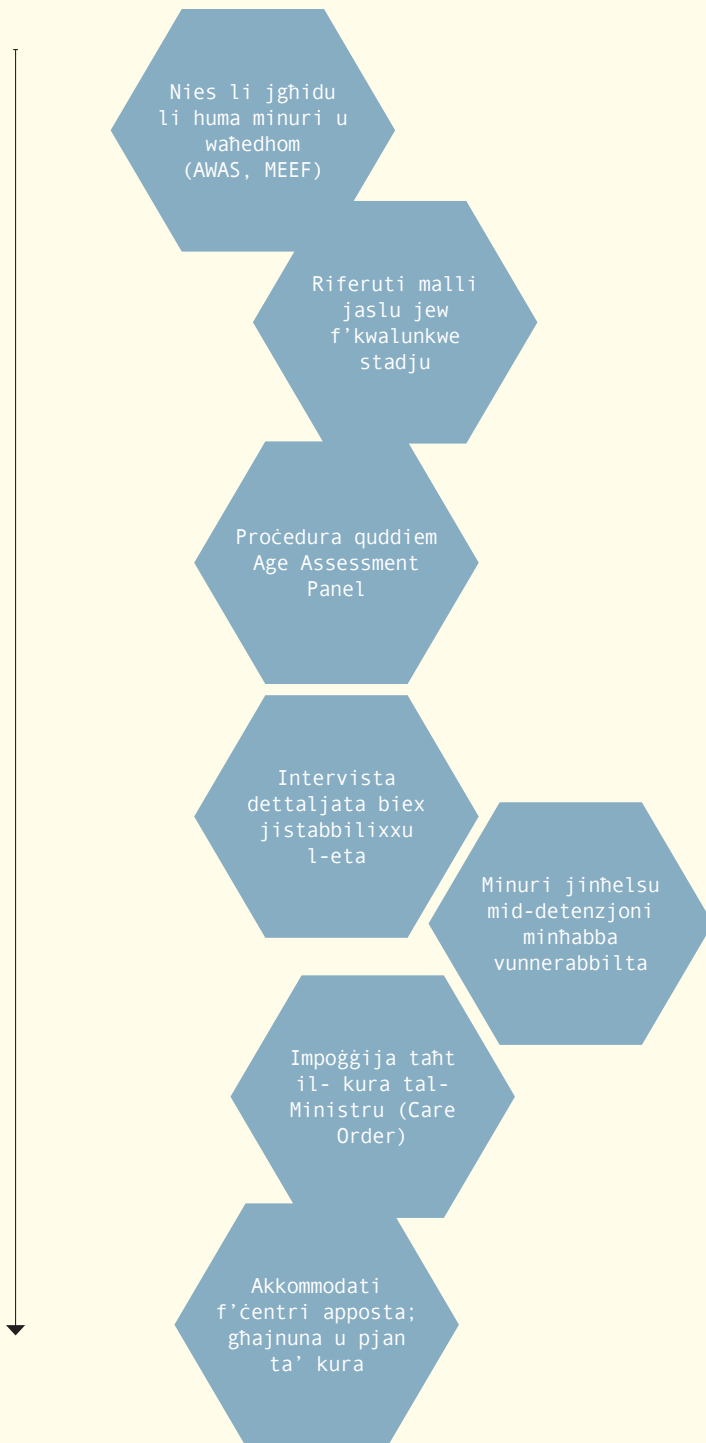 Nies li jgħidu
li huma minuri u
waħedhom
(AWAS, MEEF)
Riferuti malli
jaslu jew
f'kwalunkwe
stadju
Proċedura quddiem
Age Assessment
Panel
Intervista
dettaljata biex
jistabbilixxu
l-eta
Minuri jinħelsu
mid-detenzjoni
minħabba
vunnerabbilta
Impoġġija taħt
il- kura tal-
Ministru (Care
Order)
Akkommodati
f'ċentri apposta;
għajnuna u pjan
ta' kura